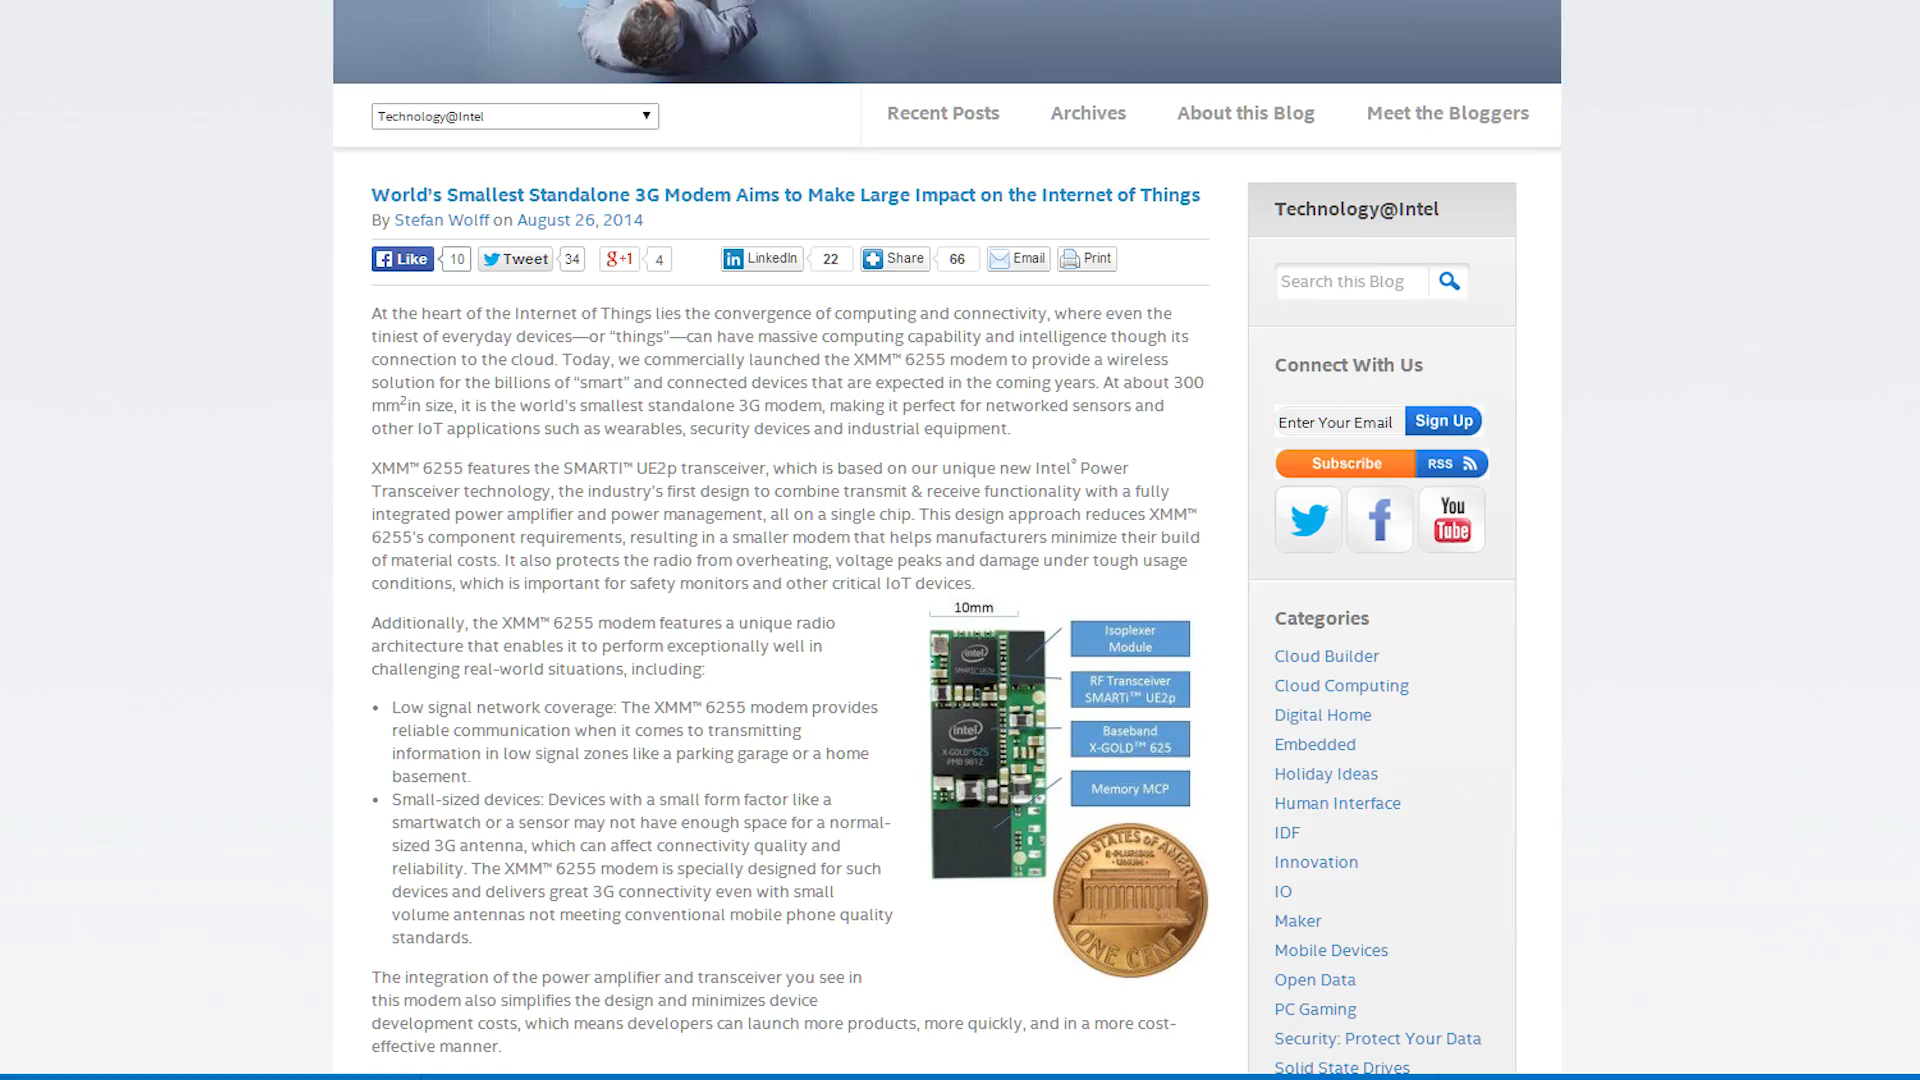 Technology@Intel
Recent Posts
Archives
About this Blog
Meet the Bloggers
World's Smallest Standalone 3G Modem Aims to Make Large Impact on the Internet of Things
By Stefan Wolff on August 26, 2014
Like 10 Tweet 34 g+1 4 in LinkedIn 22 Share 66 Email Print
At the heart of the Internet of Things lies the convergence of computing and connectivity, where even the
tiniest of everyday devices—or “things”—can have massive computing capability and intelligence though its
connection to the cloud. Today, we commercially launched the XMM™ 6255 modem to provide a wireless
solution for the billions of “smart” and connected devices that are expected in the coming years. At about 300
mm²in size, it is the world's smallest standalone 3G modem, making it perfect for networked sensors and
other IoT applications such as wearables, security devices and industrial equipment.
XMM™ 6255 features the SMARTI™ UE2p transceiver, which is based on our unique new Intel® Power
Transceiver technology, the industry's first design to combine transmit & receive functionality with a fully
integrated power amplifier and power management, all on a single chip. This design approach reduces XMM™
6255's component requirements, resulting in a smaller modem that helps manufacturers minimize their build
of material costs. It also protects the radio from overheating, voltage peaks and damage under tough usage
conditions, which is important for safety monitors and other critical IoT devices.
Additionally, the XMM™ 6255 modem features a unique radio
architecture that enables it to perform exceptionally well in
challenging real-world situations, including:
• Low signal network coverage: The XMM™ 6255 modem provides
reliable communication when it comes to transmitting
information in low signal zones like a parking garage or a home
basement.
• Small-sized devices: Devices with a small form factor like a
smartwatch or a sensor may not have enough space for a normal-
sized 3G antenna, which can affect connectivity quality and
reliability. The XMM™ 6255 modem is specially designed for such
devices and delivers great 3G connectivity even with small
volume antennas not meeting conventional mobile phone quality
standards.
10mm
intel
SMARTi™UE2p
intel
X-GOLD™625
PMB 9812
Isoplexer
Module
RF Transceiver
SMARTi™ UE2p
Baseband
X-GOLD™ 625
Memory MCP
UNITED STATES OF AMERICA
E·PLURIBUS
·UNUM·
ONE CENT
The integration of the power amplifier and transceiver you see in
this modem also simplifies the design and minimizes device
development costs, which means developers can launch more products, more quickly, and in a more cost-
effective manner.
Technology@Intel
Search this Blog
Connect With Us
Enter Your Email Sign Up
Subscribe RSS
You
Tube
Categories
Cloud Builder
Cloud Computing
Digital Home
Embedded
Holiday Ideas
Human Interface
IDF
Innovation
IO
Maker
Mobile Devices
Open Data
PC Gaming
Security: Protect Your Data
Solid State Drives